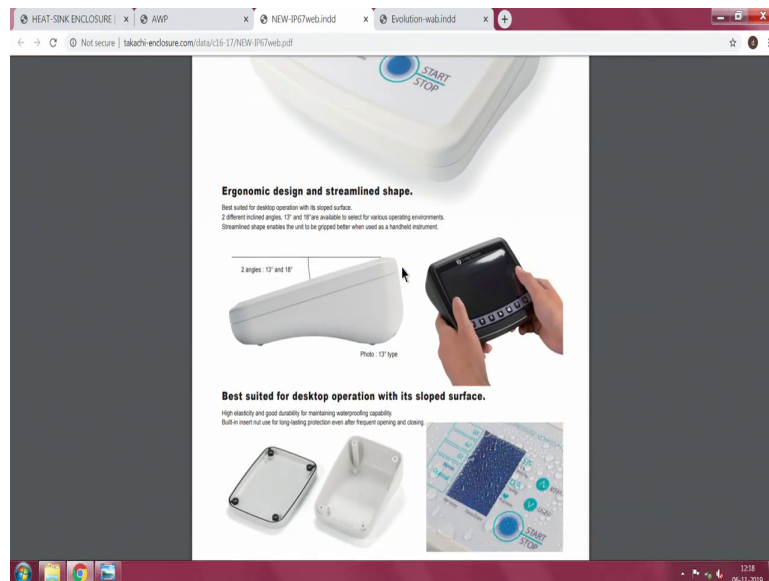 HEAT-SINK ENCLOSURE | x
AWP x
NEW-IP67web.indd x
Evolution-wab.indd x
Not secure | takachi-enclosure.com/data/c16-17/NEW-IP67web.pdf
START
STOP
Ergonomic design and streamlined shape.
Best suited for desktop operation with its sloped surface.
2 different inclined angles, 13° and 18°are available to select for various operating environments.
Streamlined shape enables the unit to be gripped better when used as a handheld instrument.
2 angles : 13° and 18°
Photo : 13° type
Best suited for desktop operation with its sloped surface.
High elasticity and good durability for maintaining waterproofing capability.
Built-in insert nut use for long-lasting protection even after frequent opening and closing.
START
STOP
12:18
06-11-2019